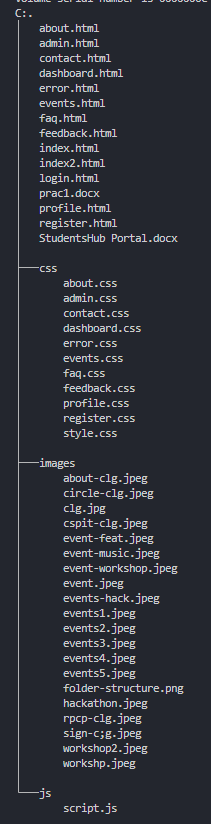 C:.
about.html
admin.html
contact.html
dashboard.html
error.html
events.html
faq.html
feedback.html
index.html
index2.html
login.html
prac1.docx
profile.html
register.html
StudentsHub Portal.docx
css
about.css
admin.css
contact.css
dashboard.css
error.css
events.css
faq.css
feedback.css
profile.css
register.css
style.css
images
about-clg.jpeg
circle-clg.jpeg
clg.jpg
cspit-clg.jpeg
event-feat.jpeg
event-music.jpeg
event-workshop.jpeg
event.jpeg
events-hack.jpeg
events1.jpeg
events2.jpeg
events3.jpeg
events4.jpeg
events5.jpeg
folder-structure.png
hackathon.jpeg
rpcp-clg.jpeg
sign-c;g.jpeg
workshop2.jpeg
workshp.jpeg
js
script.js